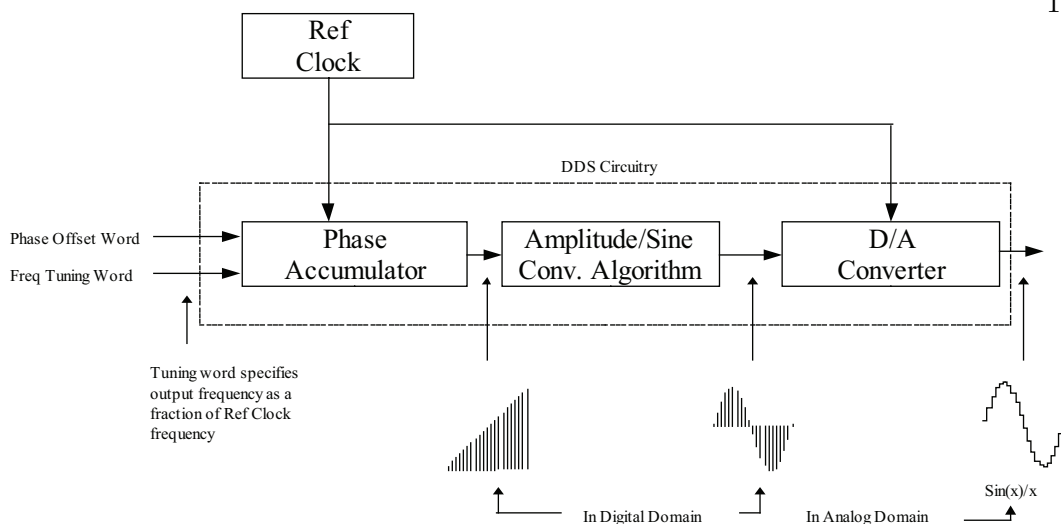 1
Ref
Clock
DDS Circuitry
Phase Offset Word
Freq Tuning Word
Phase
Accumulator
Amplitude/Sine
Conv. Algorithm
D/A
Converter
Tuning word specifies
output frequency as a
fraction of Ref Clock
frequency
Sin(x)/x
In Digital Domain
In Analog Domain